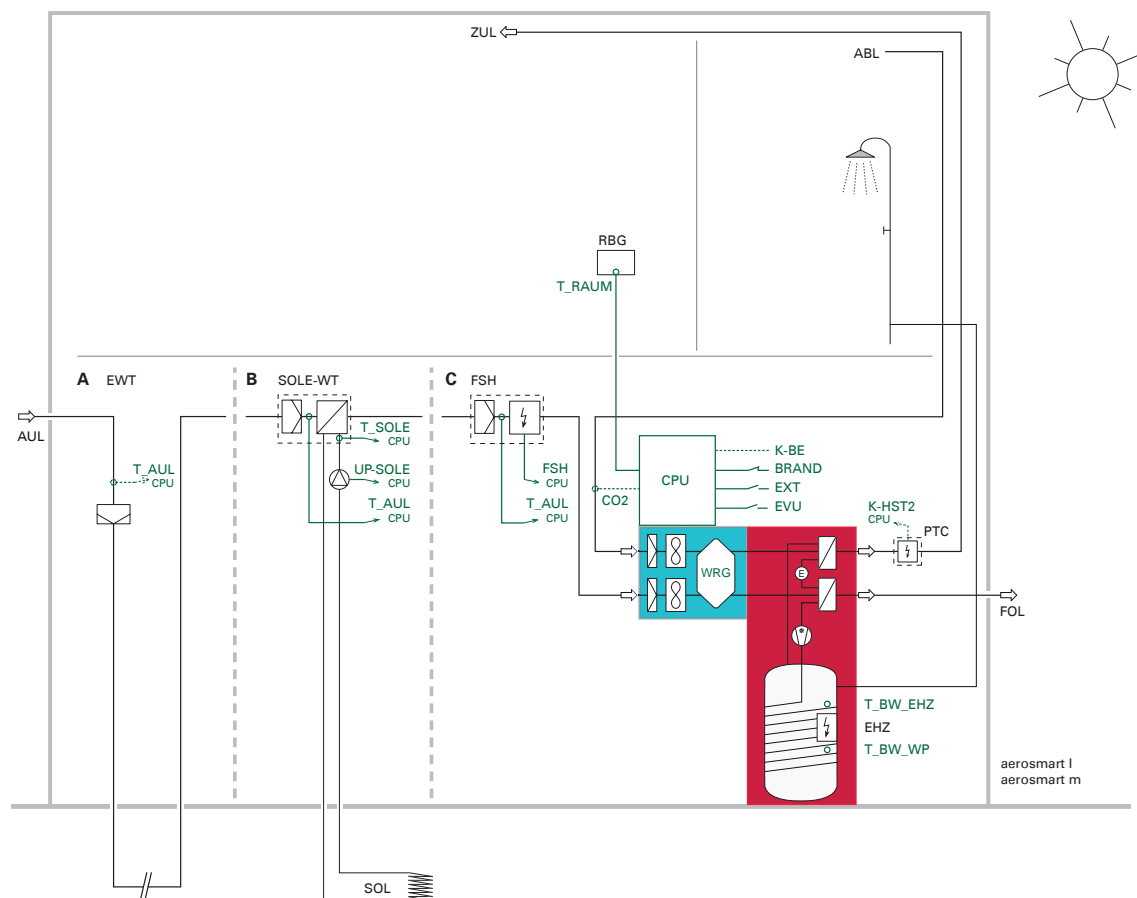 ZUL
ABL
RBG
T_RAUM
A EWT
B SOLE-WT
C FSH
AUL
T_SOLE
CPU
T_AUL
CPU
UP-SOLE
CPU
FSH
CPU
T_AUL
CPU
T_AUL
CPU
CO2
CPU
K-BE
BRAND
EXT
EVU
K-HST2
CPU
PTC
WRG
E
FOL
T_BW_EHZ
EHZ
T_BW_WP
aerosmart l
aerosmart m
SOL